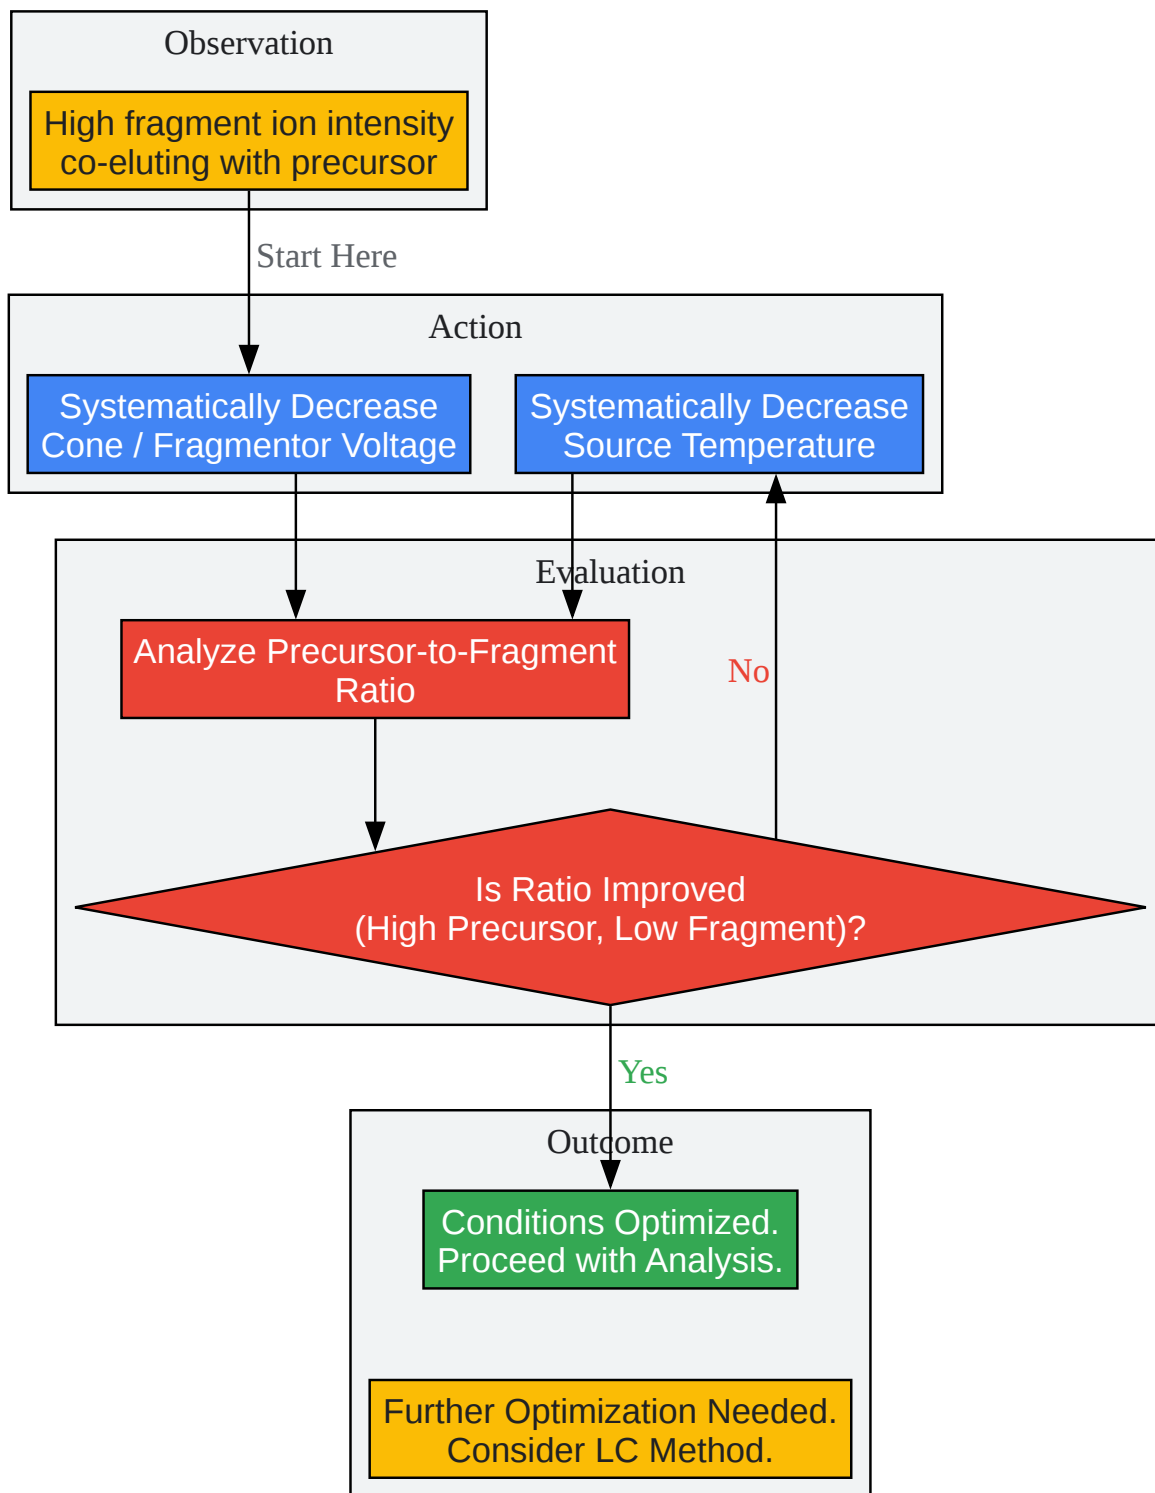 Observation
High fragment ion intensity
co-eluting with precursor
Start Here
Action
Systematically Decrease
Cone / Fragmentor Voltage
Systematically Decrease
Source Temperature
Evaluation
Analyze Precursor-to-Fragment
Ratio
No
Is Ratio Improved
(High Precursor, Low Fragment)?
Yes
Outcome
Conditions Optimized.
Proceed with Analysis.
Further Optimization Needed.
Consider LC Method.